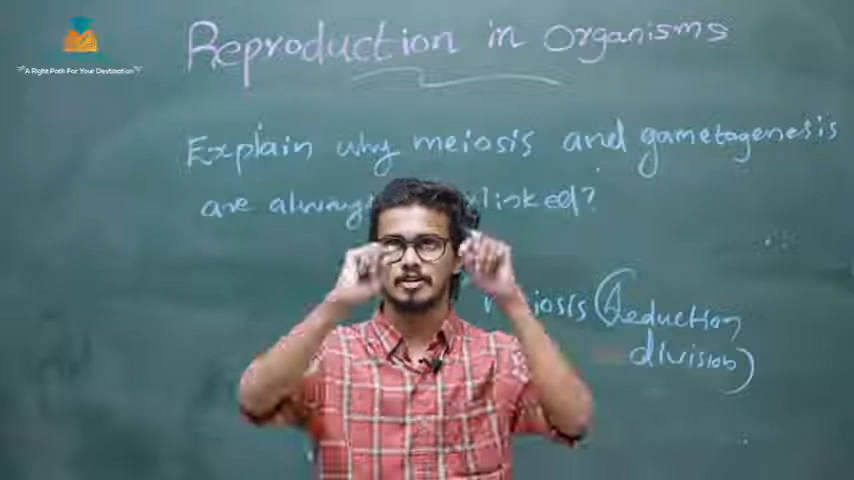 A Right Path For Your Destination
Reproduction in Organisms
Explain why meiosis and gametogenesis
are always linked?
meiosis (Reduction
division)